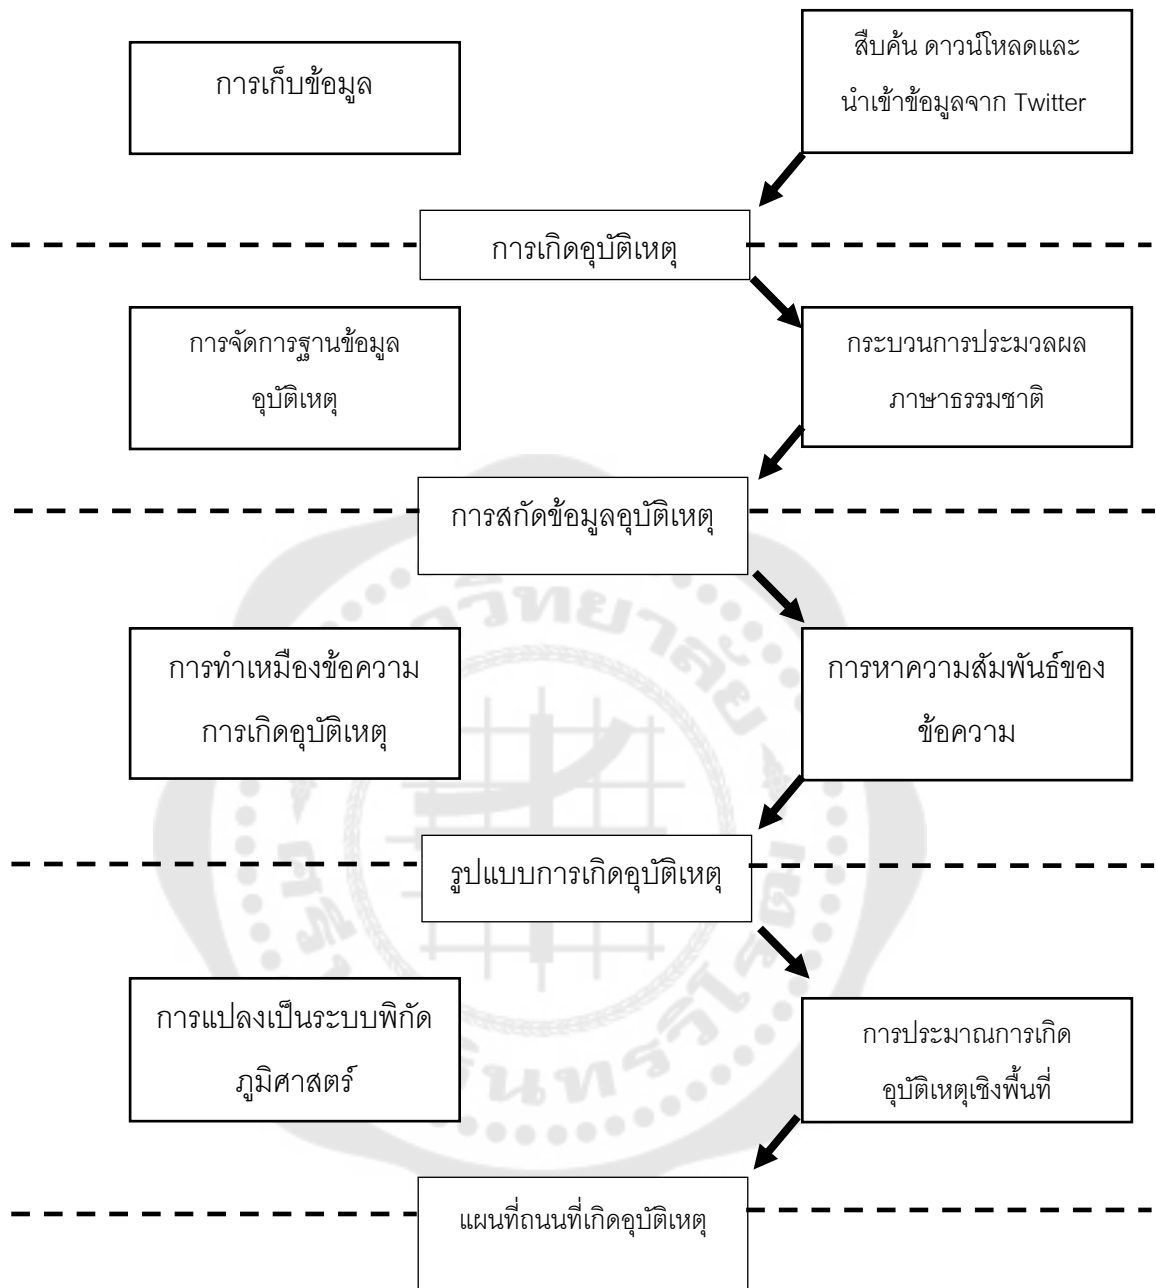 การเก็บข้อมูล
สืบค้น ดาวน์โหลดและ
นำเข้าข้อมูลจาก Twitter
การเกิดอุบัติเหตุ
การจัดการฐานข้อมูล
อุบัติเหตุ
กระบวนการประมวลผล
ภาษาธรรมชาติ
การสกัดข้อมูลอุบัติเหตุ
การทำเหมืองข้อความ
การเกิดอุบัติเหตุ
การหาความสัมพันธ์ของ
ข้อความ
รูปแบบการเกิดอุบัติเหตุ
การแปลงเป็นระบบพิกัด
ภูมิศาสตร์
การประมาณการเกิด
อุบัติเหตุเชิงพื้นที่
แผนที่ถนนที่เกิดอุบัติเหตุ